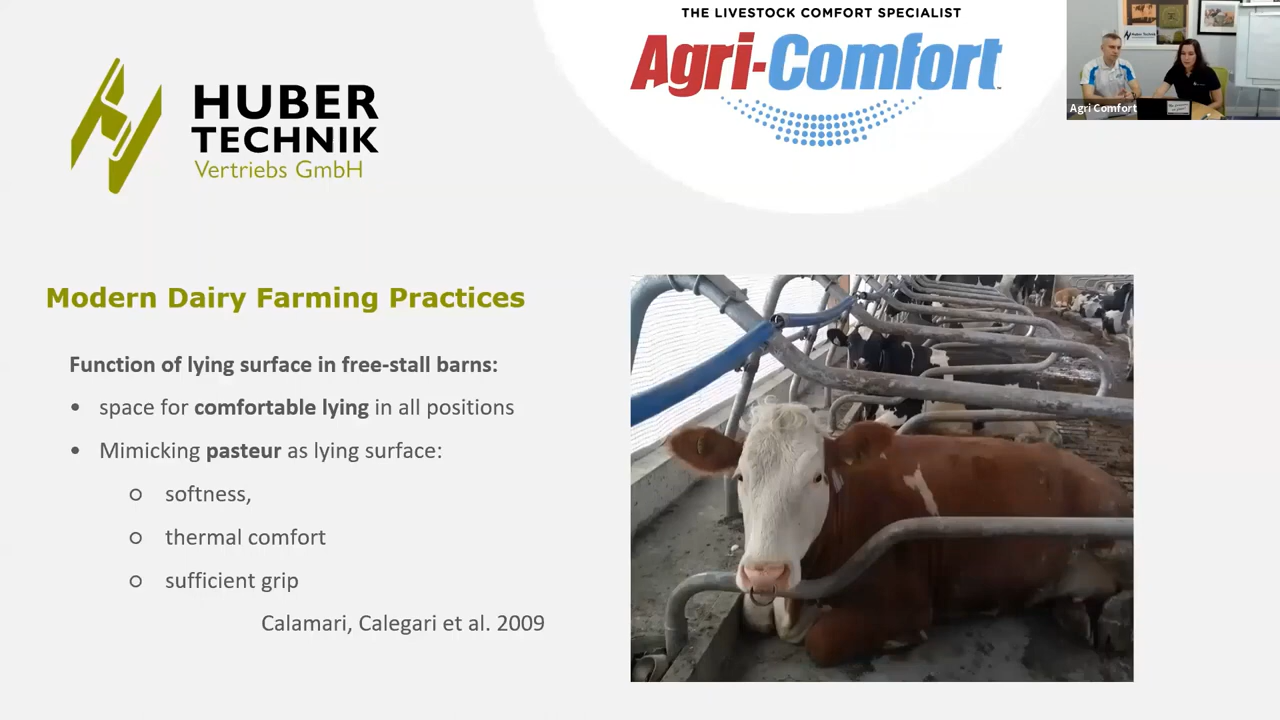 HUBER
TECHNIK
Vertriebs GmbH
THE LIVESTOCK COMFORT SPECIALIST
Agri-Comfort
Agri Comfort
Modern Dairy Farming Practices
Function of lying surface in free-stall barns:
• space for comfortable lying in all positions
• Mimicking pasteur as lying surface:
○ softness,
○ thermal comfort
○ sufficient grip
Calamari, Calegari et al. 2009